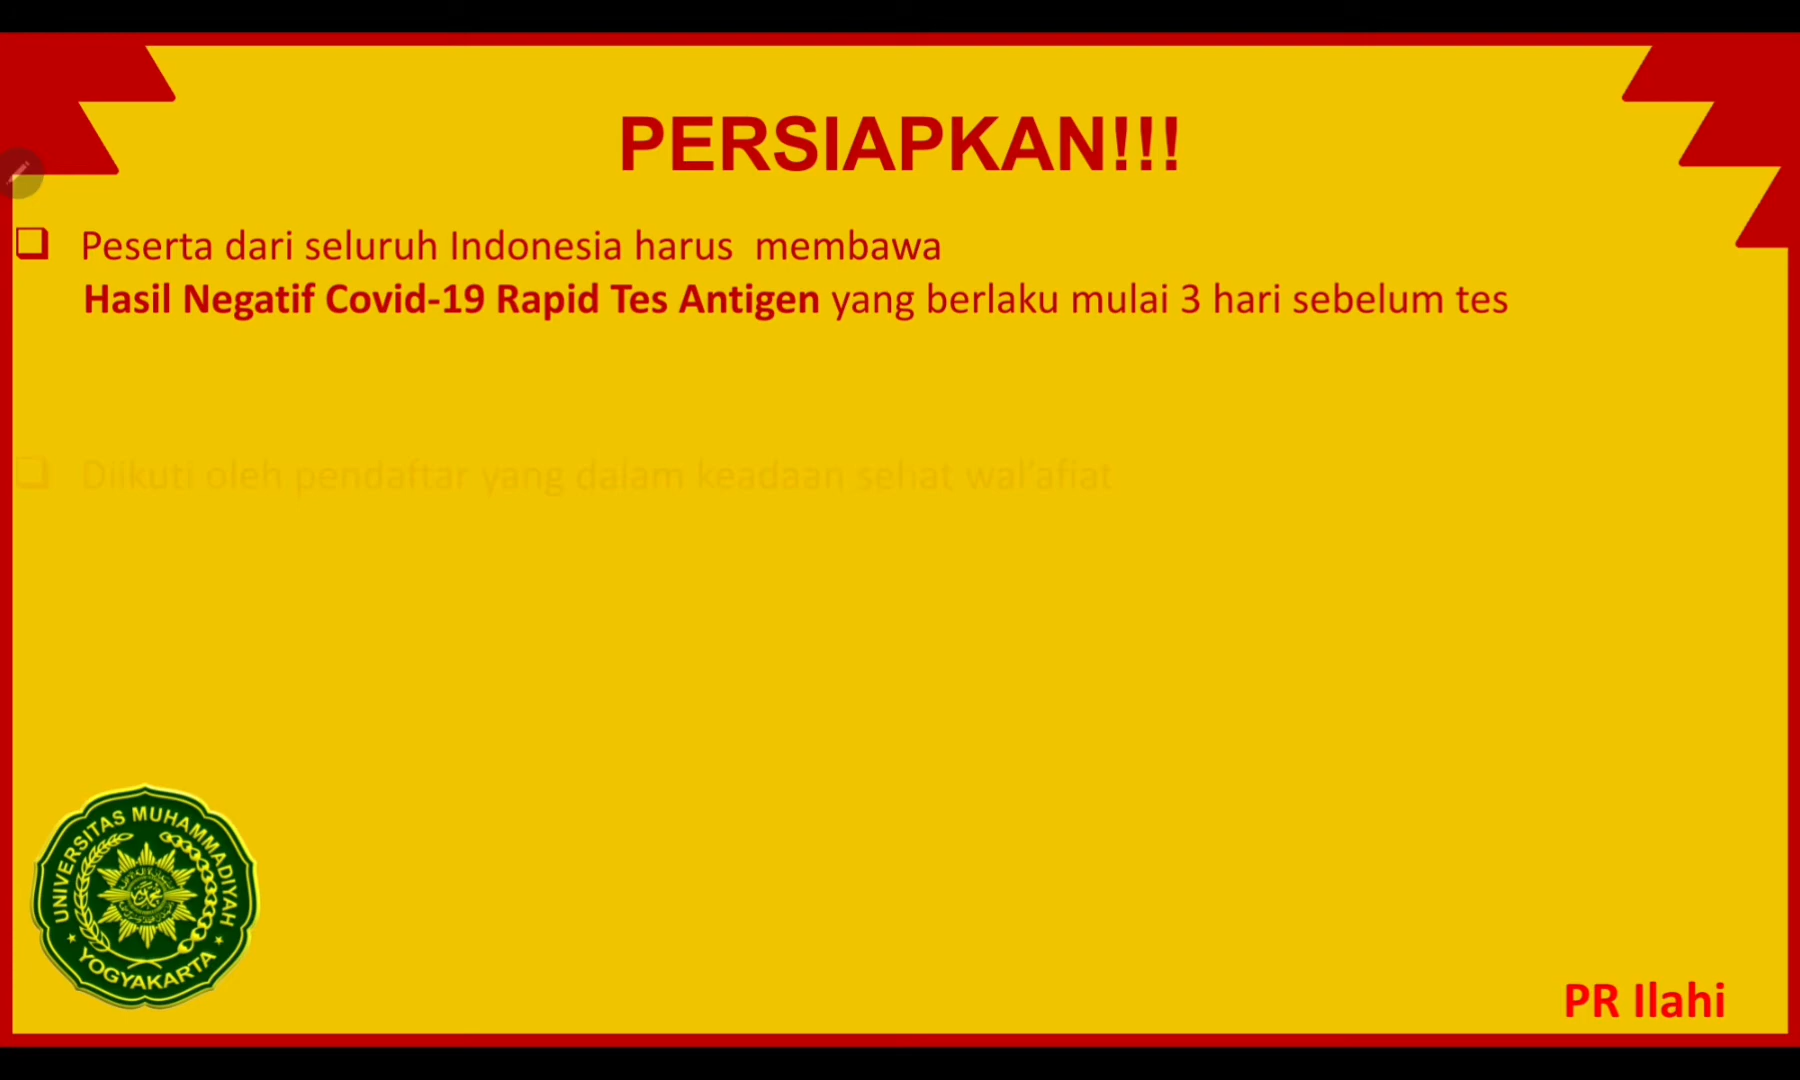 PERSIAPKAN!!!
Peserta dari seluruh Indonesia harus  membawa
Hasil Negatif Covid-19 Rapid Tes Antigen yang berlaku mulai 3 hari sebelum tes
Diikuti oleh pendaftar yang dalam keadaan sehat wal'afiat
UNIVERSITAS MUHAMMADIYAH
YOGYAKARTA
PR Ilahi